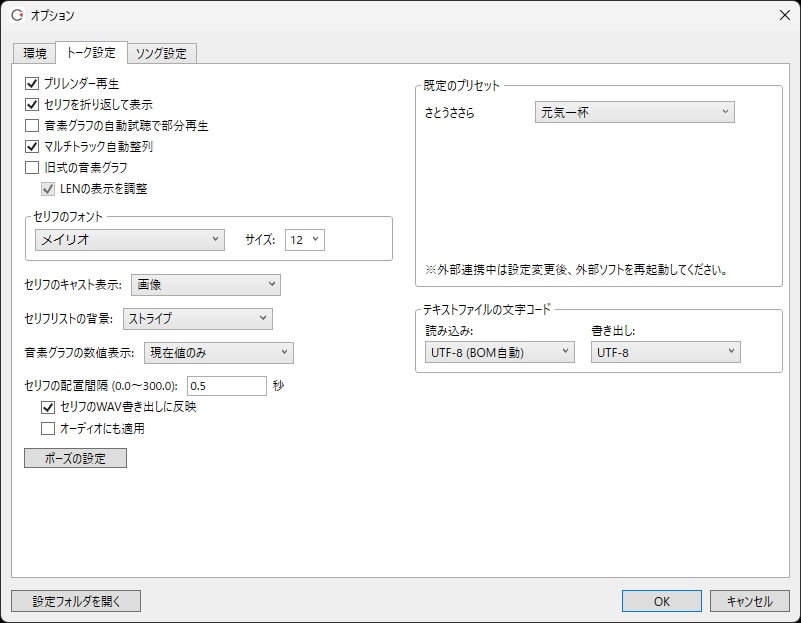 オプション
環境
トーク設定
ソング設定
プリレンダー再生
セリフを折り返して表示
音素グラフの自動試聴で部分再生
マルチトラック自動整列
旧式の音素グラフ
LENの表示を調整
セリフのフォント
メイリオ
サイズ:
12
セリフのキャスト表示:
画像
セリフリストの背景:
ストライプ
音素グラフの数値表示:
現在値のみ
セリフの配置間隔 (0.0～300.0):
0.5
秒
セリフのWAV書き出しに反映
オーディオにも適用
ポーズの設定
既定のプリセット
さとうささら
元気一杯
※外部連携中は設定変更後、外部ソフトを再起動してください。
テキストファイルの文字コード
読み込み:
書き出し:
UTF-8 (BOM自動)
UTF-8
設定フォルダを開く
OK
キャンセル